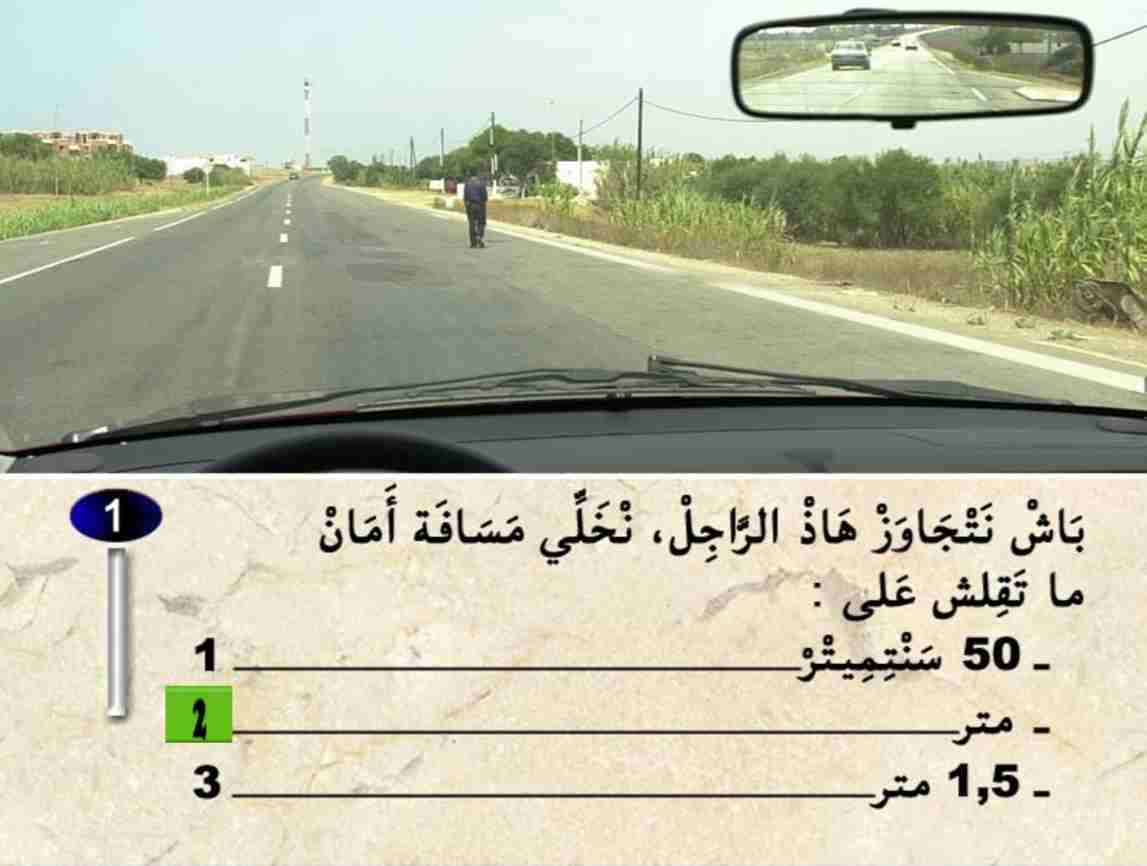 1
بَاشْ نَتْجَاوَزْ هَاذْ الرَّاجِلْ، نْخَلِّي مَسَافَة أَمَانْ
ما تَقِلش عَلى :
ـ 50 سَنْتِمِيتْرْ 1
ـ متر 2
ـ 1,5 متر 3